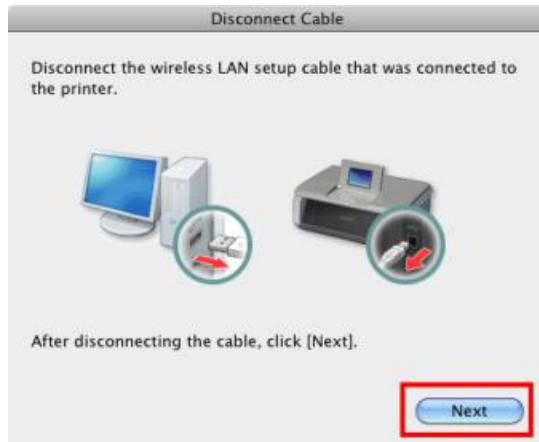 Disconnect Cable
Disconnect the wireless LAN setup cable that was connected to
the printer.
After disconnecting the cable, click [Next].
Next